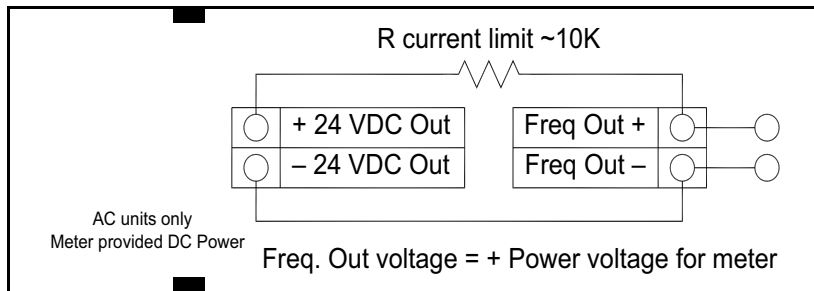 R current limit ~10K
+ 24 VDC Out
Freq Out +
– 24 VDC Out
Freq Out –
AC units only
Meter provided DC Power
Freq. Out voltage = + Power voltage for meter